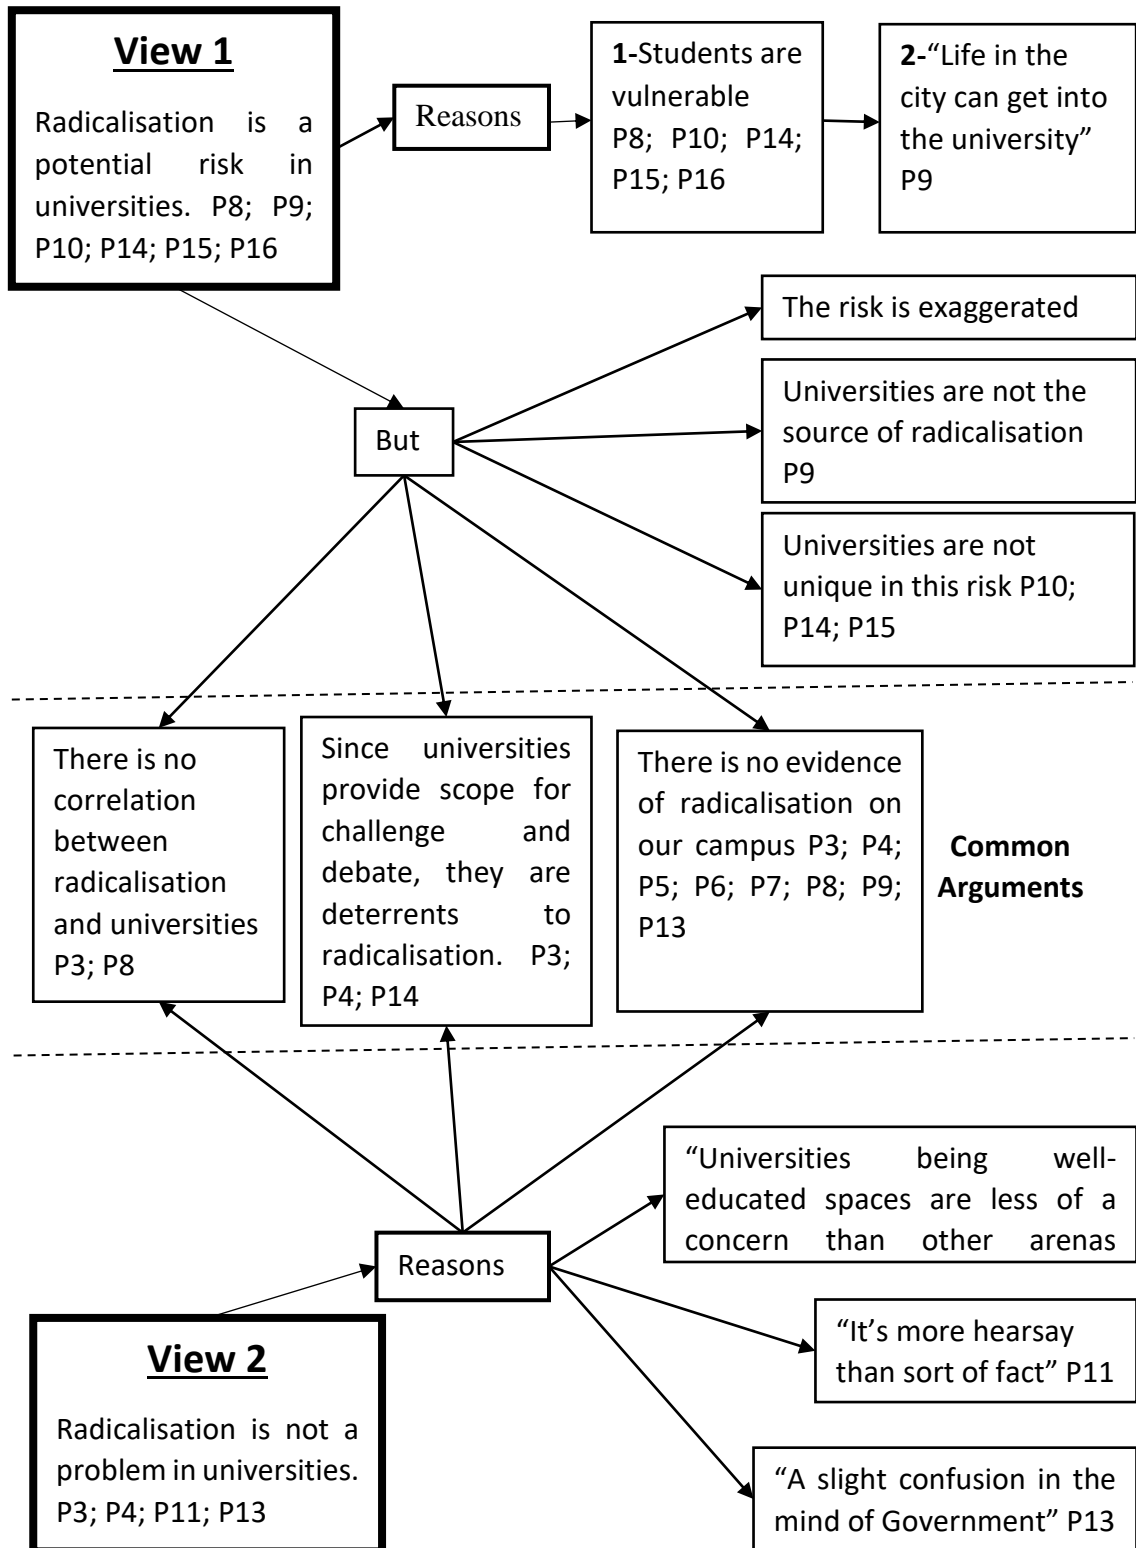 View 1
Radicalisation is a
potential risk in
universities. P8; P9;
P10; P14; P15; P16
Reasons
1-Students are
vulnerable
P8; P10; P14;
P15; P16
2-“Life in the
city can get into
the university”
P9
The risk is exaggerated
But
Universities are not the
source of radicalisation
P9
Universities are not
unique in this risk P10;
P14; P15
There is no
correlation
between
radicalisation
and universities
P3; P8
Since universities
provide scope for
challenge and
debate, they are
deterrents to
radicalisation. P3;
P4; P14
There is no evidence
of radicalisation on
our campus P3; P4;
P5; P6; P7; P8; P9;
P13
Common
Arguments
“Universities being well-
educated spaces are less of a
concern than other arenas
Reasons
“It’s more hearsay
than sort of fact” P11
“A slight confusion in the
mind of Government” P13
View 2
Radicalisation is not a
problem in universities.
P3; P4; P11; P13